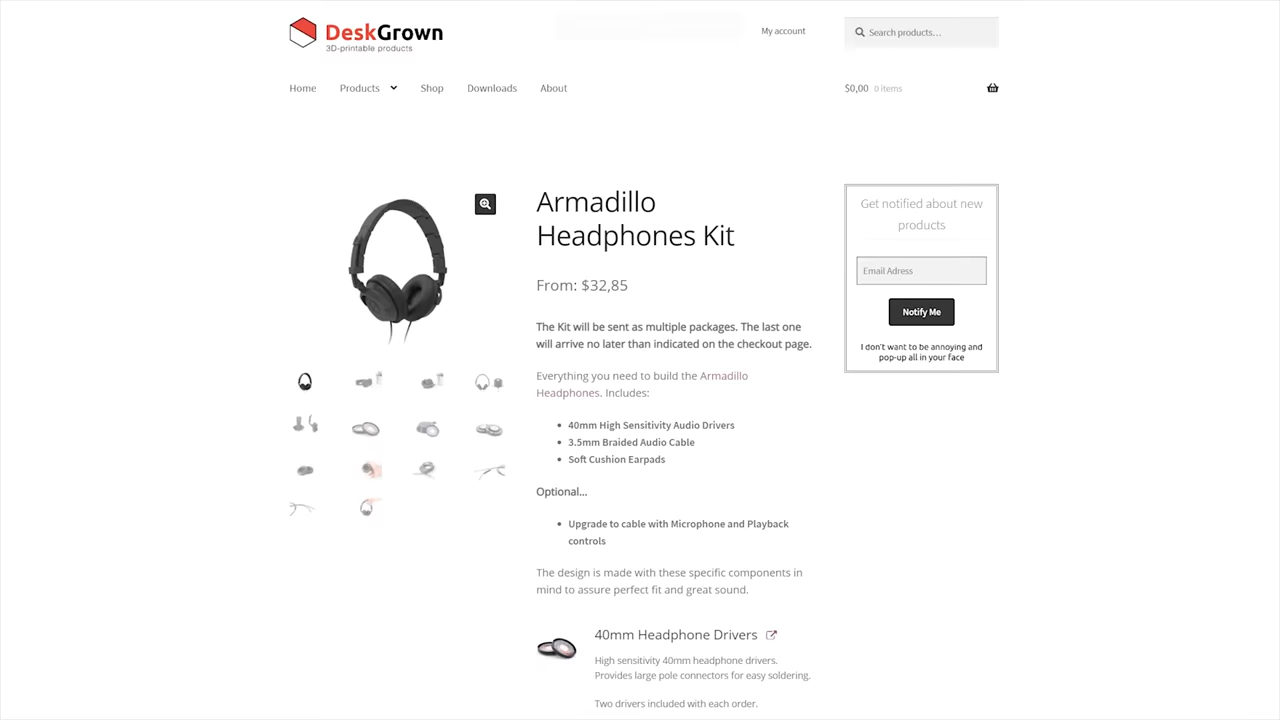 DeskGrown
3D-printable products
My account
Search products...
Home
Products
Shop
Downloads
About
$0,00 0 items
Armadillo
Headphones Kit
From: $32,85
The Kit will be sent as multiple packages. The last one
will arrive no later than indicated on the checkout page.
Everything you need to build the Armadillo
Headphones. Includes:
• 40mm High Sensitivity Audio Drivers
• 3.5mm Braided Audio Cable
• Soft Cushion Earpads
Optional...
• Upgrade to cable with Microphone and Playback
controls
The design is made with these specific components in
mind to assure perfect fit and great sound.
40mm Headphone Drivers
High sensitivity 40mm headphone drivers.
Provides large pole connectors for easy soldering.
Two drivers included with each order.
Get notified about new
products
Email Adress
Notify Me
I don't want to be annoying and
pop-up all in your face